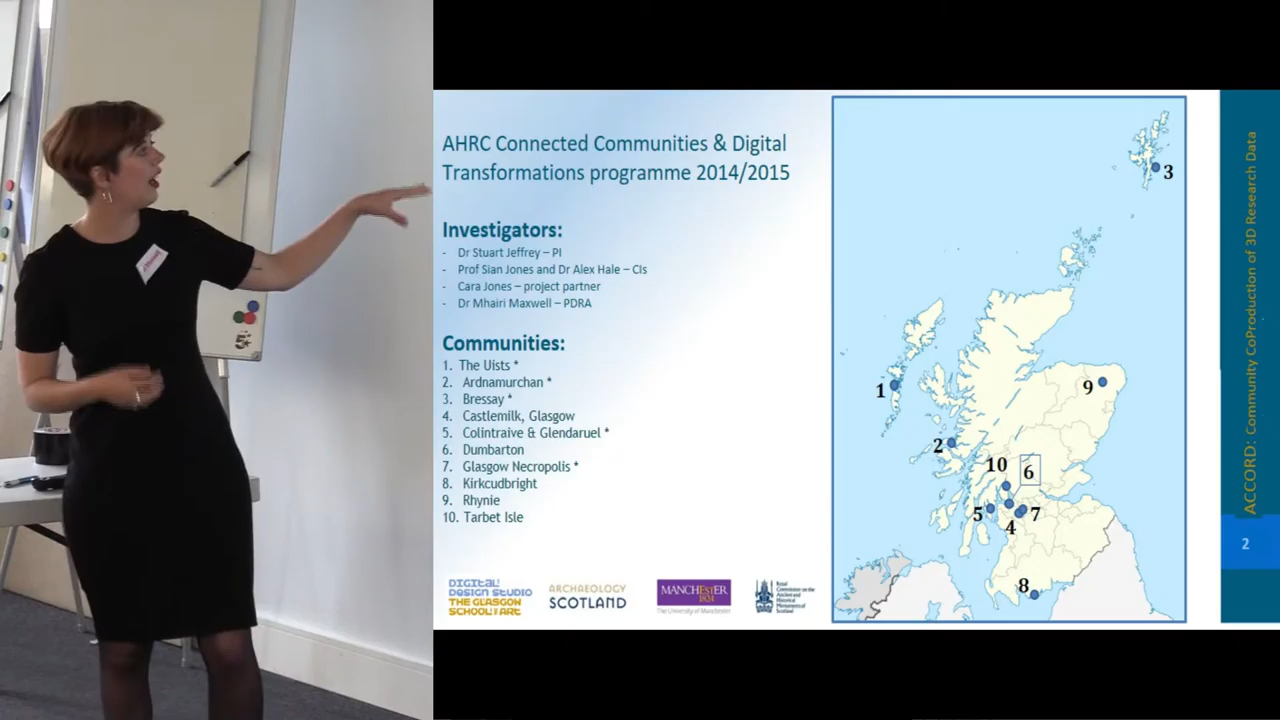 AHRC Connected Communities & Digital
Transformations programme 2014/2015
Investigators:
- Dr Stuart Jeffrey – PI
- Prof Sian Jones and Dr Alex Hale – CIs
- Cara Jones – project partner
- Dr Mhairi Maxwell – PDRA
Communities:
1. The Uists *
2. Ardnamurchan *
3. Bressay *
4. Castlemilk, Glasgow
5. Colintraive & Glendaruel *
6. Dumbarton
7. Glasgow Necropolis *
8. Kirkcudbright
9. Rhynie
10. Tarbet Isle
DIGITAL
DESIGN STUDIO
THE GLASGOW
SCHOOL OF ART
ARCHAEOLOGY
SCOTLAND
MANCHESTER
1824
The University of Manchester
Royal
Commission on the
Ancient and
Historical
Monuments of
Scotland
3
1
9
2
10
6
5
7
4
8
ACCORD: Community CoProduction of 3D Research Data
2
5